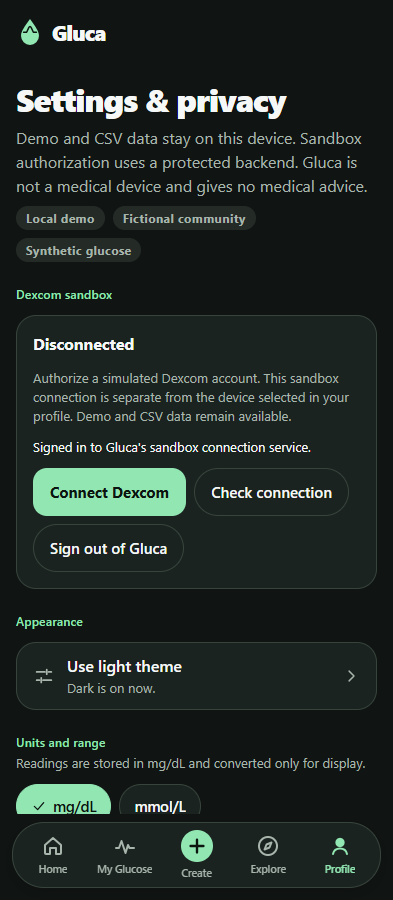 Gluca
Settings & privacy
Demo and CSV data stay on this device. Sandbox
authorization uses a protected backend. Gluca is
not a medical device and gives no medical advice.
Local demo
Fictional community
Synthetic glucose
Dexcom sandbox
Disconnected
Authorize a simulated Dexcom account. This sandbox
connection is separate from the device selected in your
profile. Demo and CSV data remain available.
Signed in to Gluca's sandbox connection service.
Connect Dexcom
Check connection
Sign out of Gluca
Appearance
Use light theme
Dark is on now.
Units and range
Readings are stored in mg/dL and converted only for display.
mg/dL
mmol/L
Home
My Glucose
Create
Explore
Profile